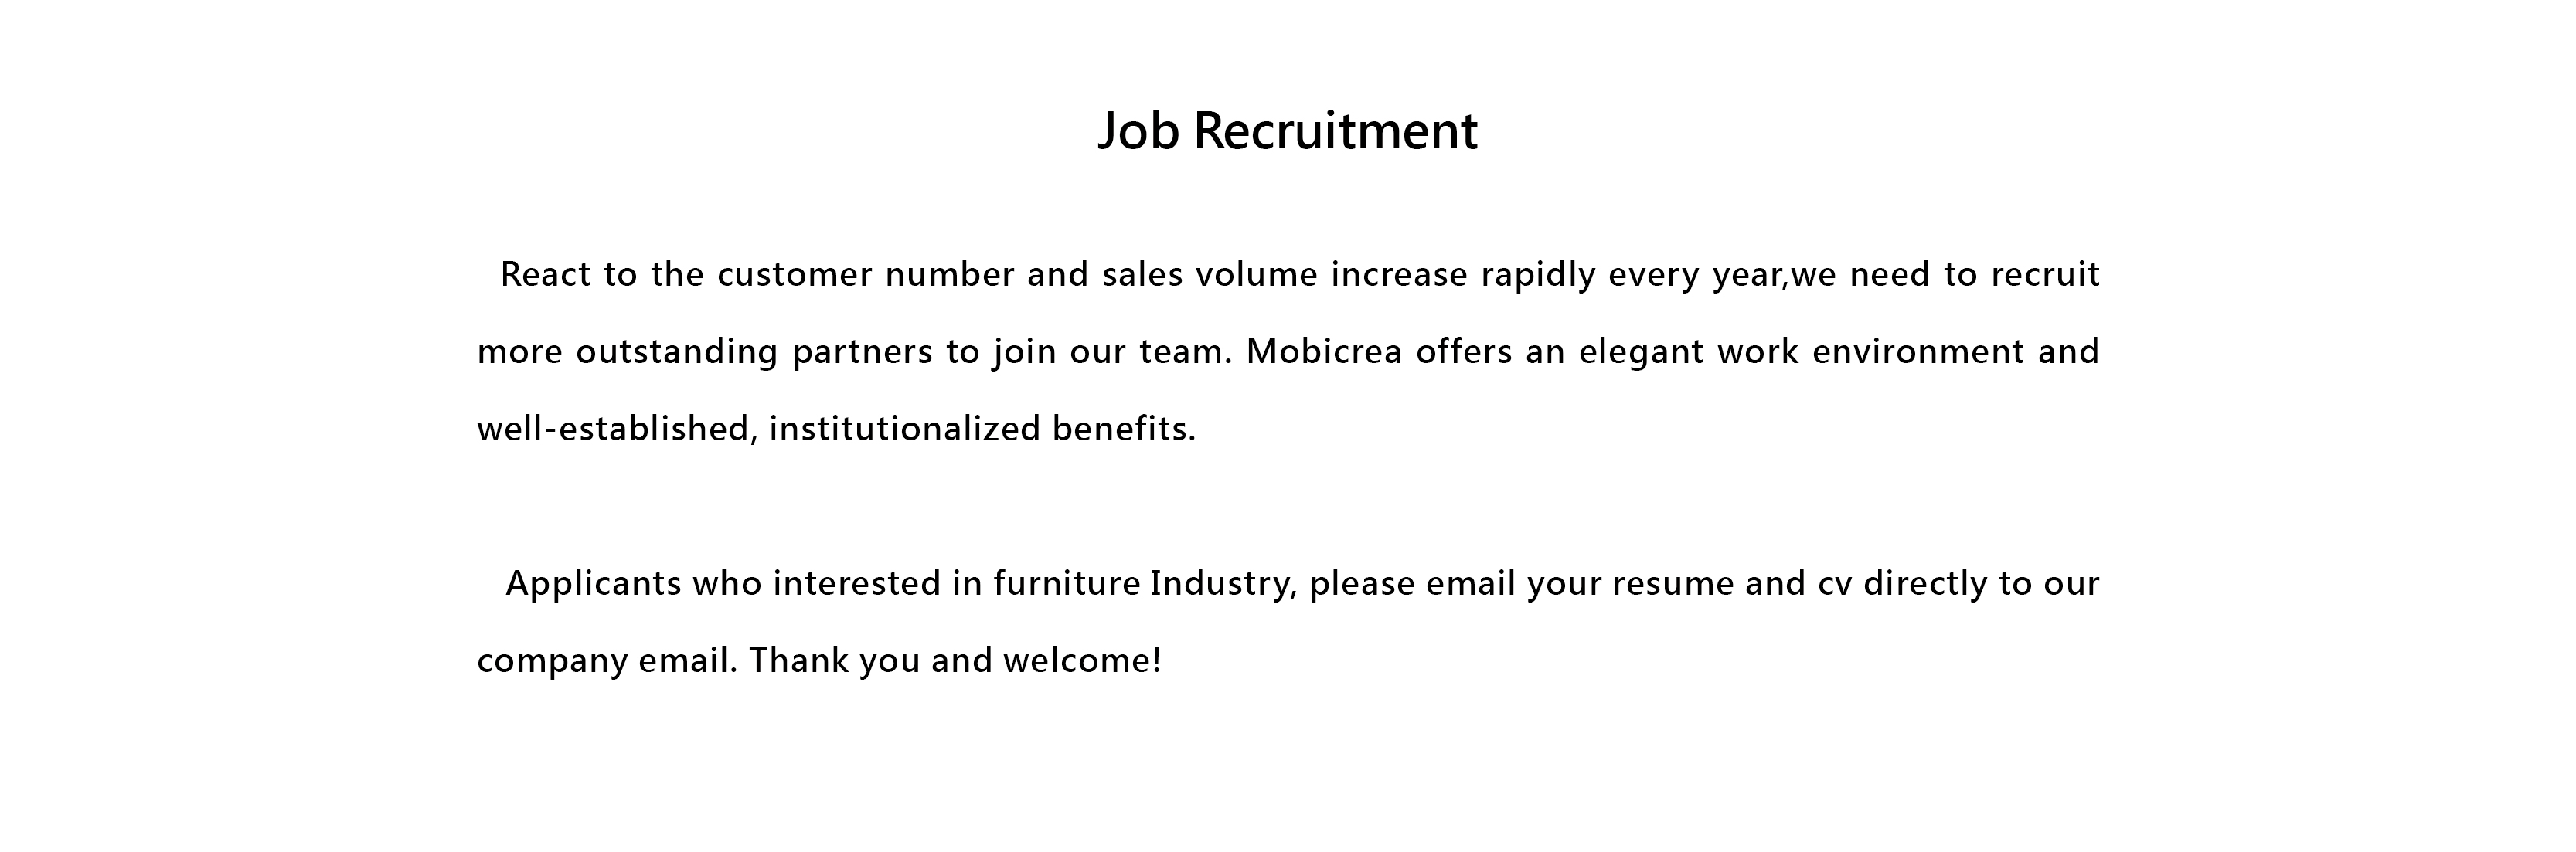 Job Recruitment
React to the customer number and sales volume increase rapidly every year,we need to recruit
more outstanding partners to join our team. Mobicrea offers an elegant work environment and
well-established, institutionalized benefits.
Applicants who interested in furniture Industry, please email your resume and cv directly to our
company email. Thank you and welcome!